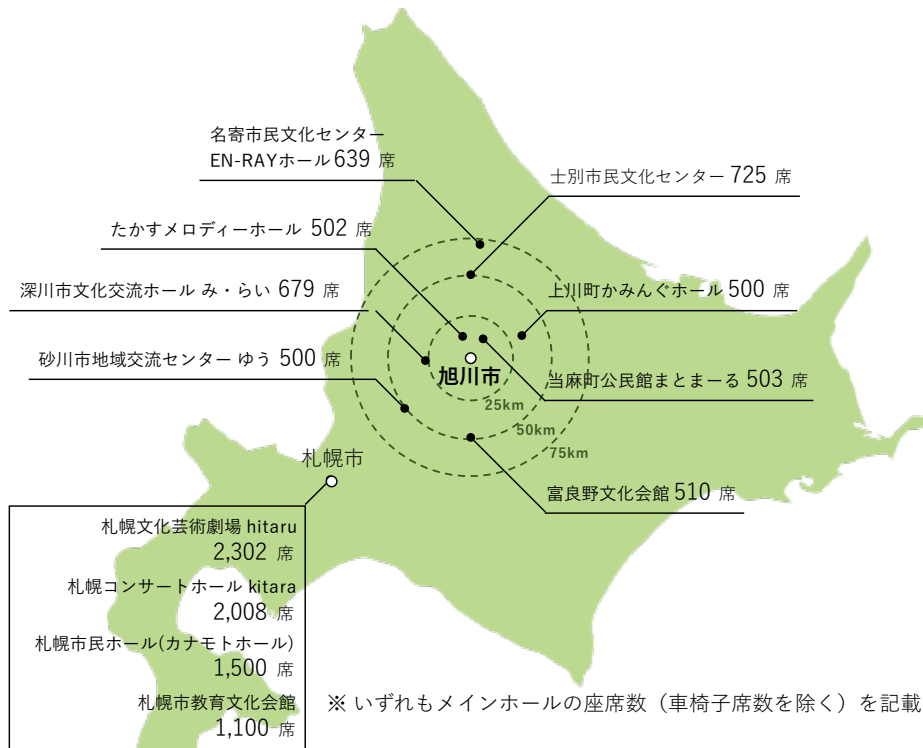 名寄市民文化センター
EN-RAYホール 639 席
士別市民文化センター 725 席
たかすメロディーホール 502 席
深川市文化交流ホール み・らい 679 席
上川町かみんぐホール 500 席
砂川市地域交流センター ゆう 500 席
旭川市
当麻町公民館まとまーる 503 席
25km
50km
75km
札幌市
富良野文化会館 510 席
札幌文化芸術劇場 hitaru
2,302 席
札幌コンサートホール kitara
2,008 席
札幌市民ホール(カナモトホール)
1,500 席
札幌市教育文化会館
1,100 席
※ いずれもメインホールの座席数（車椅子席数を除く）を記載